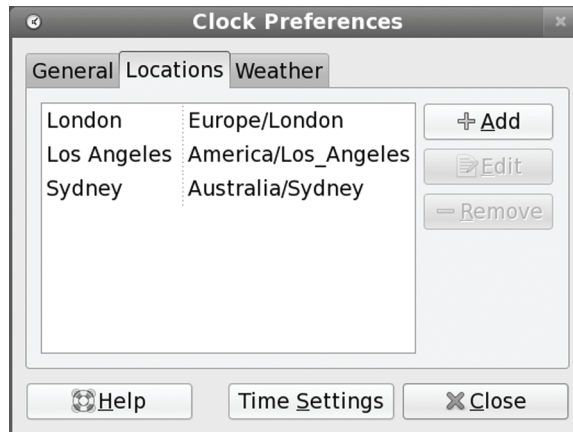 Clock Preferences
General Locations Weather
London Europe/London
Los Angeles America/Los_Angeles
Sydney Australia/Sydney
Add
Edit
Remove
Help Time Settings Close